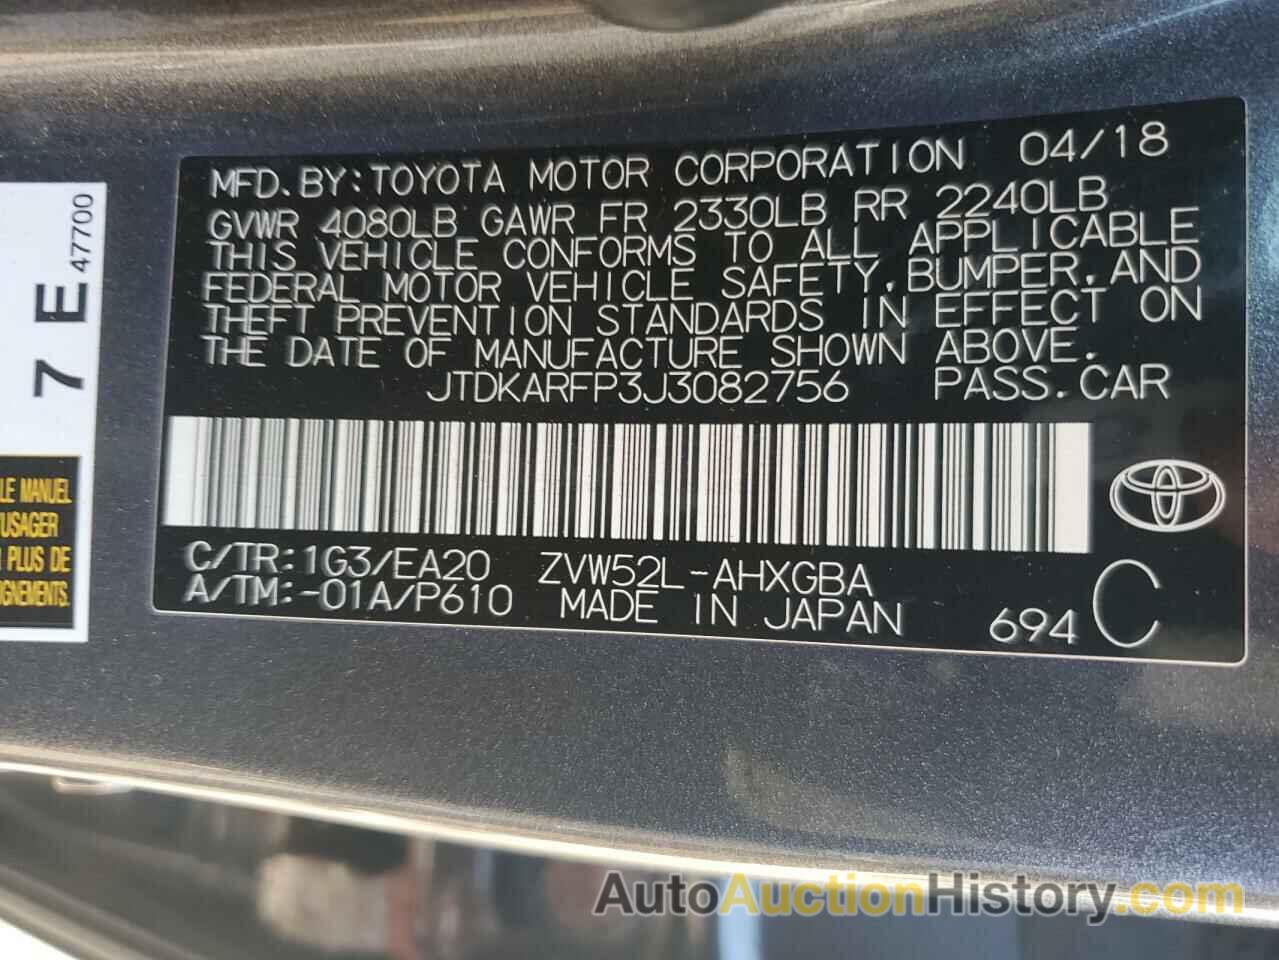 MFD.BY:TOYOTA MOTOR CORPORATION 04/18
GVWR 4080LB GAWR FR 2330LB RR 2240LB
THIS VEHICLE CONFORMS TO ALL APPLICABLE
FEDERAL MOTOR VEHICLE SAFETY,BUMPER,AND
THEFT PREVENTION STANDARDS IN EFFECT ON
THE DATE OF MANUFACTURE SHOWN ABOVE.
JTDKARFP3J3082756 PASS.CAR
C/TR:1G3/EA20 ZVW52L-AHXGBA
A/TM:-01A/P610 MADE IN JAPAN 694 C
7 E 47700
LE MANUEL
PLUS DE
AutoAuctionHistory.com